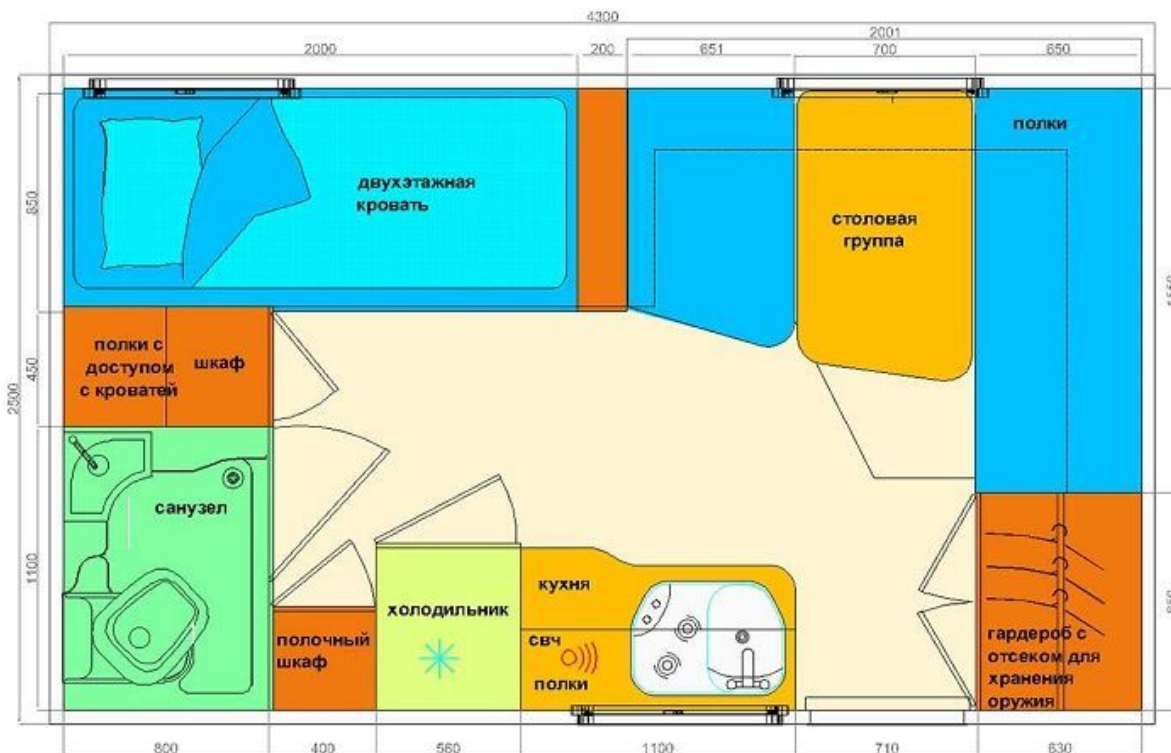 4300
2001
2000
200
651
700
650
850
450
1100
2500
двухэтажная
кровать
полки
столовая
группа
полки с
доступом
с кроватей
шкаф
санузел
холодильник
полочный
шкаф
кухня
свч
полки
гардероб с
отсеком для
хранения
оружия
800
400
560
1100
710
630